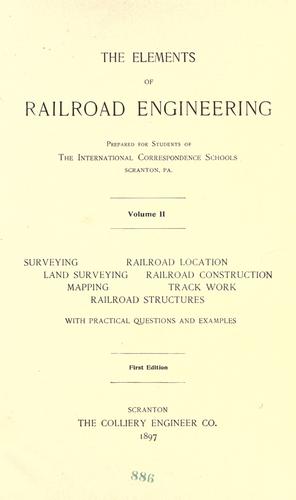 THE ELEMENTS
OF
RAILROAD ENGINEERING
PREPARED FOR STUDENTS OF
THE INTERNATIONAL CORRESPONDENCE SCHOOLS
SCRANTON, PA.
Volume II
SURVEYING RAILROAD LOCATION
LAND SURVEYING RAILROAD CONSTRUCTION
MAPPING TRACK WORK
RAILROAD STRUCTURES
WITH PRACTICAL QUESTIONS AND EXAMPLES
First Edition
SCRANTON
THE COLLIERY ENGINEER CO.
1897
886